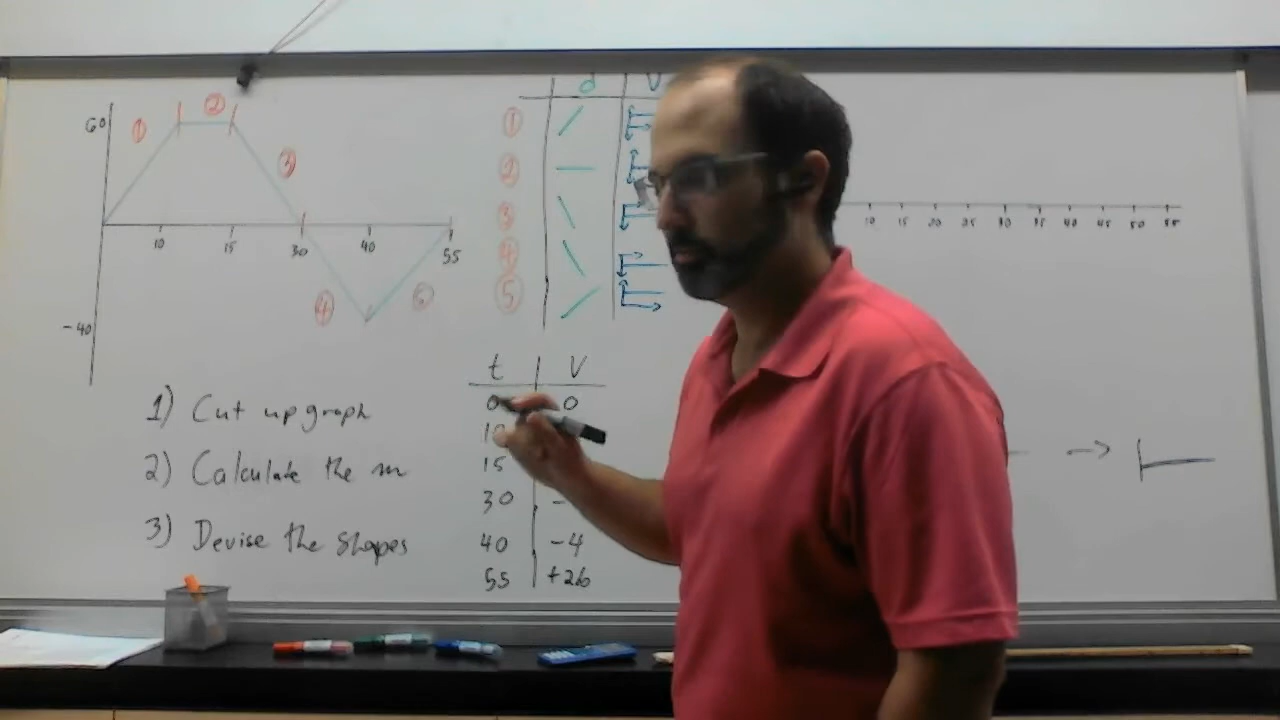 60
①
②
③
10 15 30 40 55
④
-40
d V
①
②
③
④
⑤
10 15 20 25 30 35 40 45 50 55
t V
0 0
10
15
30 -
40 -4
55
1) Cut up graph
2) Calculate the m
3) Devise the shapes